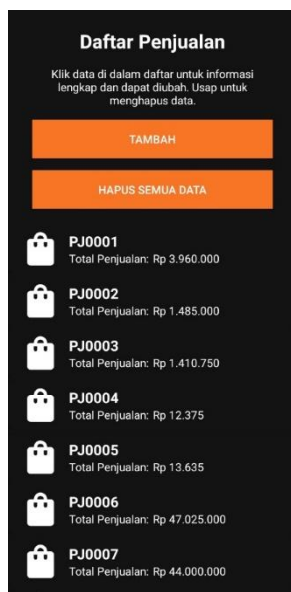 Daftar Penjualan
Klik data di dalam daftar untuk informasi
lengkap dan dapat diubah. Usap untuk
menghapus data.
TAMBAH
HAPUS SEMUA DATA
PJ0001
Total Penjualan: Rp 3.960.000
PJ0002
Total Penjualan: Rp 1.485.000
PJ0003
Total Penjualan: Rp 1.410.750
PJ0004
Total Penjualan: Rp 12.375
PJ0005
Total Penjualan: Rp 13.635
PJ0006
Total Penjualan: Rp 47.025.000
PJ0007
Total Penjualan: Rp 44.000.000